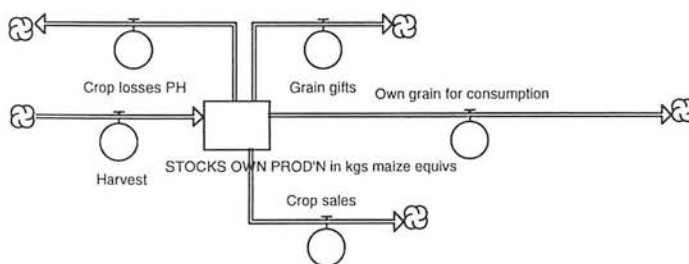 Crop losses PH
Grain gifts
Own grain for consumption
Harvest
STOCKS OWN PROD'N in kgs maize equivs
Crop sales